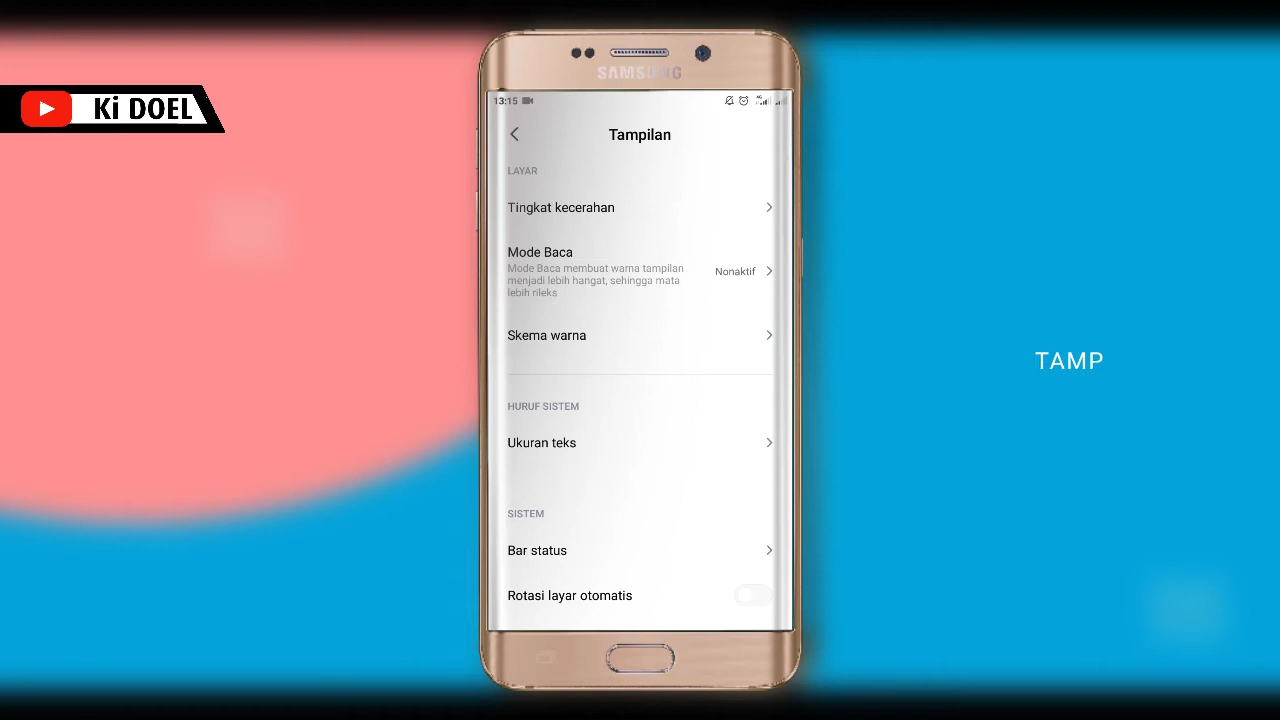 Ki DOEL
SAMSUNG
13:15
4G
Tampilan
LAYAR
Tingkat kecerahan
Mode Baca
Mode Baca membuat warna tampilan
menjadi lebih hangat, sehingga mata
lebih rileks
Nonaktif
Skema warna
HURUF SISTEM
Ukuran teks
SISTEM
Bar status
Rotasi layar otomatis
TAMP